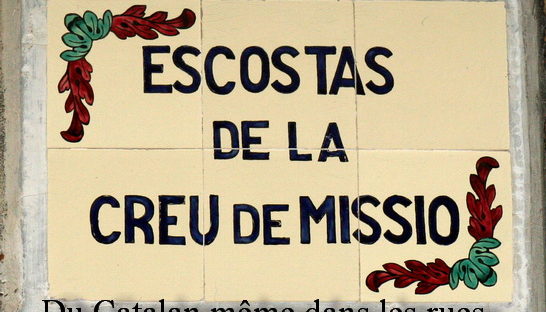 ESCOSTAS
DE LA
CREU DE MISSIO
Du Catalan même dans les rues